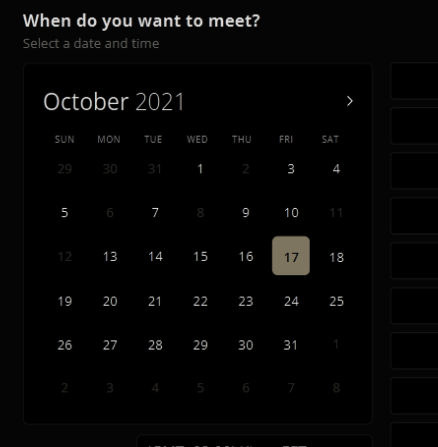 When do you want to meet?
Select a date and time
October 2021
SUN MON TUE WED THU FRI SAT
29 30 31 1 2 3 4
5 6 7 8 9 10 11
12 13 14 15 16 17 18
19 20 21 22 23 24 25
26 27 28 29 30 31 1
2 3 4 5 6 7 8